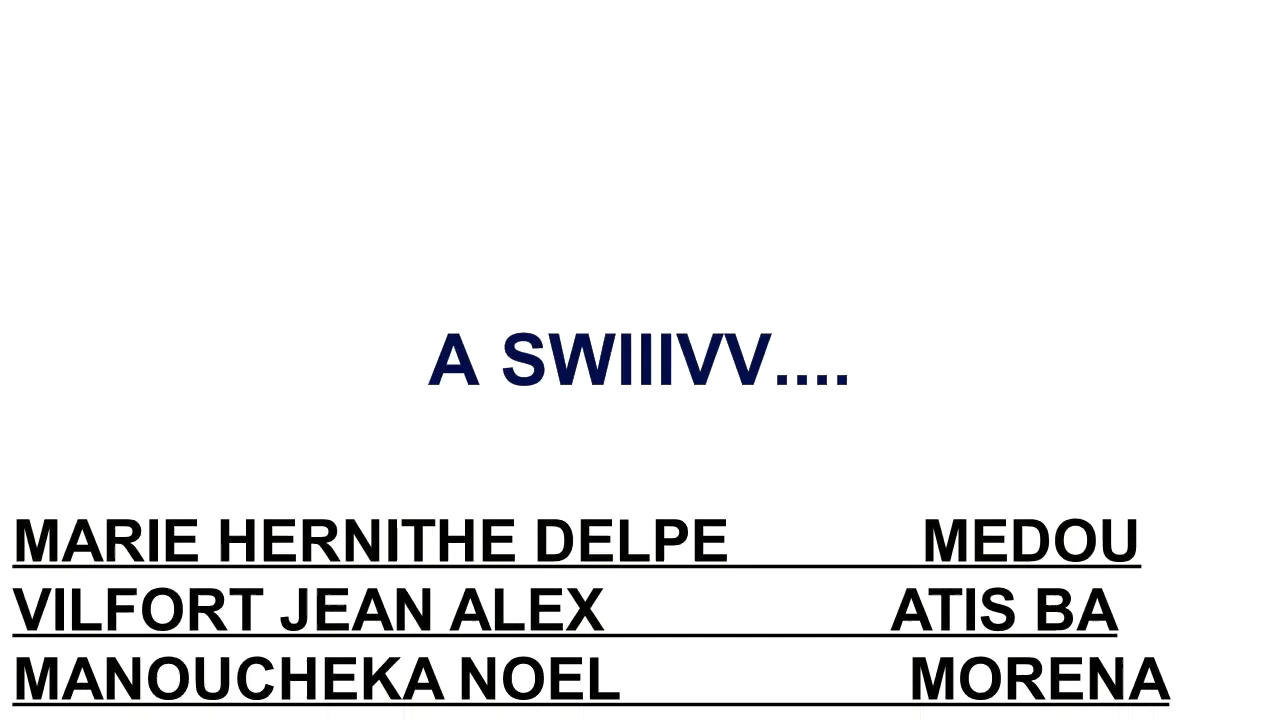 A SWIIIVV....
MARIE HERNITHE DELPE MEDOU
VILFORT JEAN ALEX ATIS BA
MANOUCHEKA NOEL MORENA